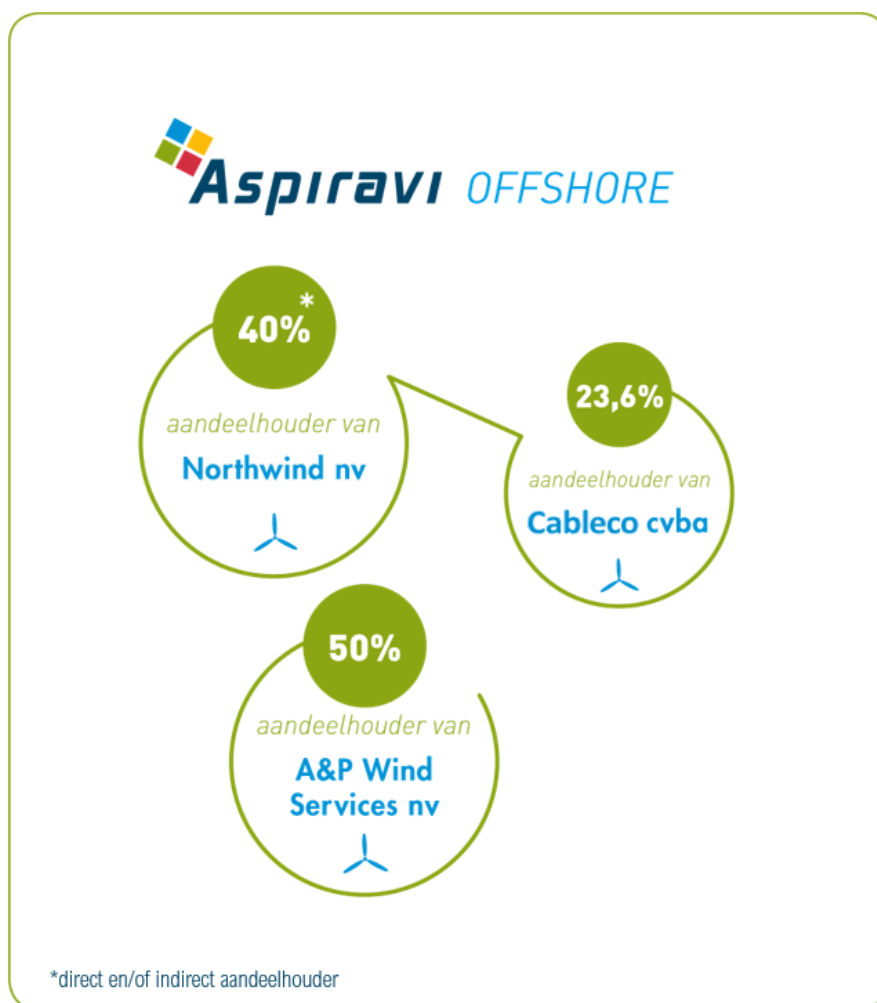 Aspiravi OFFSHORE
40%*
aandeelhouder van
Northwind nv
23,6%
aandeelhouder van
Cableco cvba
50%
aandeelhouder van
A&P Wind
Services nv
*direct en/of indirect aandeelhouder